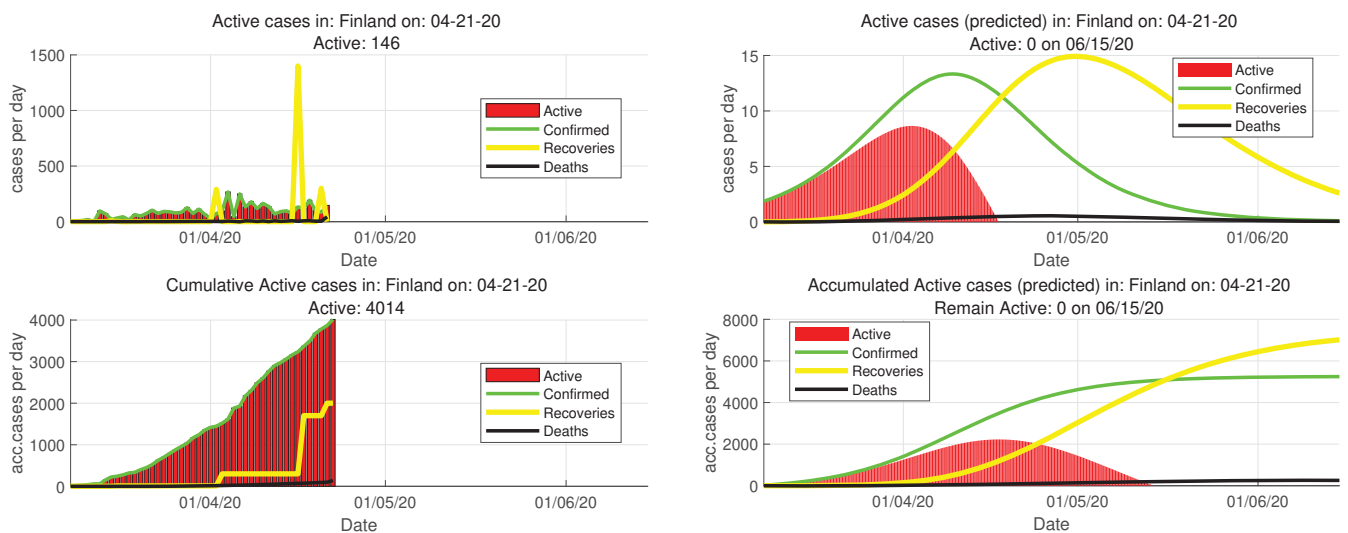 Active cases in: Finland on: 04-21-20
Active: 146
1500
1000
500
0
cases per day
Active
Confirmed
Recoveries
Deaths
01/04/20
01/05/20
01/06/20
Date
Active cases (predicted) in: Finland on: 04-21-20
Active: 0 on 06/15/20
15
10
5
0
cases per day
Active
Confirmed
Recoveries
Deaths
01/04/20
01/05/20
01/06/20
Date
Cumulative Active cases in: Finland on: 04-21-20
Active: 4014
4000
3000
2000
1000
0
acc.cases per day
Active
Confirmed
Recoveries
Deaths
01/04/20
01/05/20
01/06/20
Date
Accumulated Active cases (predicted) in: Finland on: 04-21-20
Remain Active: 0 on 06/15/20
8000
6000
4000
2000
0
acc.cases per day
Active
Confirmed
Recoveries
Deaths
01/04/20
01/05/20
01/06/20
Date